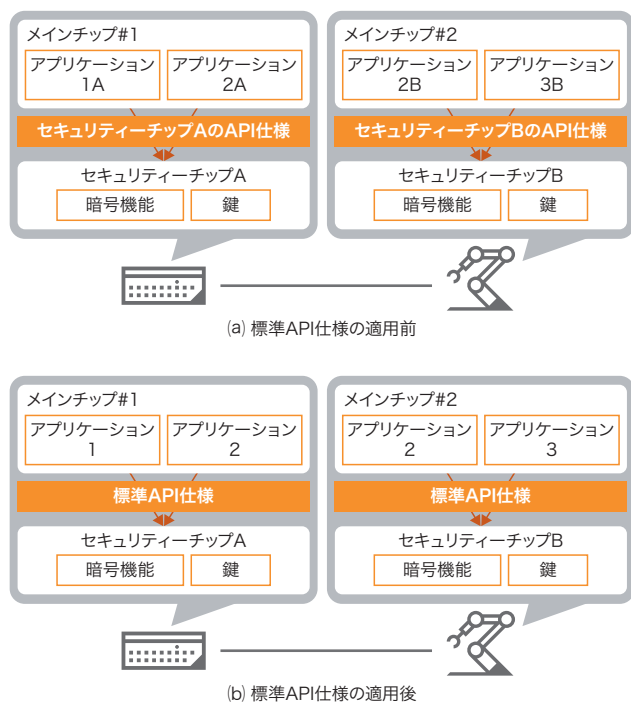 メインチップ#1
アプリケーション
1A
アプリケーション
2A
セキュリティーチップAのAPI仕様
セキュリティーチップA
暗号機能
鍵
メインチップ#2
アプリケーション
2B
アプリケーション
3B
セキュリティーチップBのAPI仕様
セキュリティーチップB
暗号機能
鍵
(a) 標準API仕様の適用前
メインチップ#1
アプリケーション
1
アプリケーション
2
標準API仕様
セキュリティーチップA
暗号機能
鍵
メインチップ#2
アプリケーション
2
アプリケーション
3
標準API仕様
セキュリティーチップB
暗号機能
鍵
(b) 標準API仕様の適用後